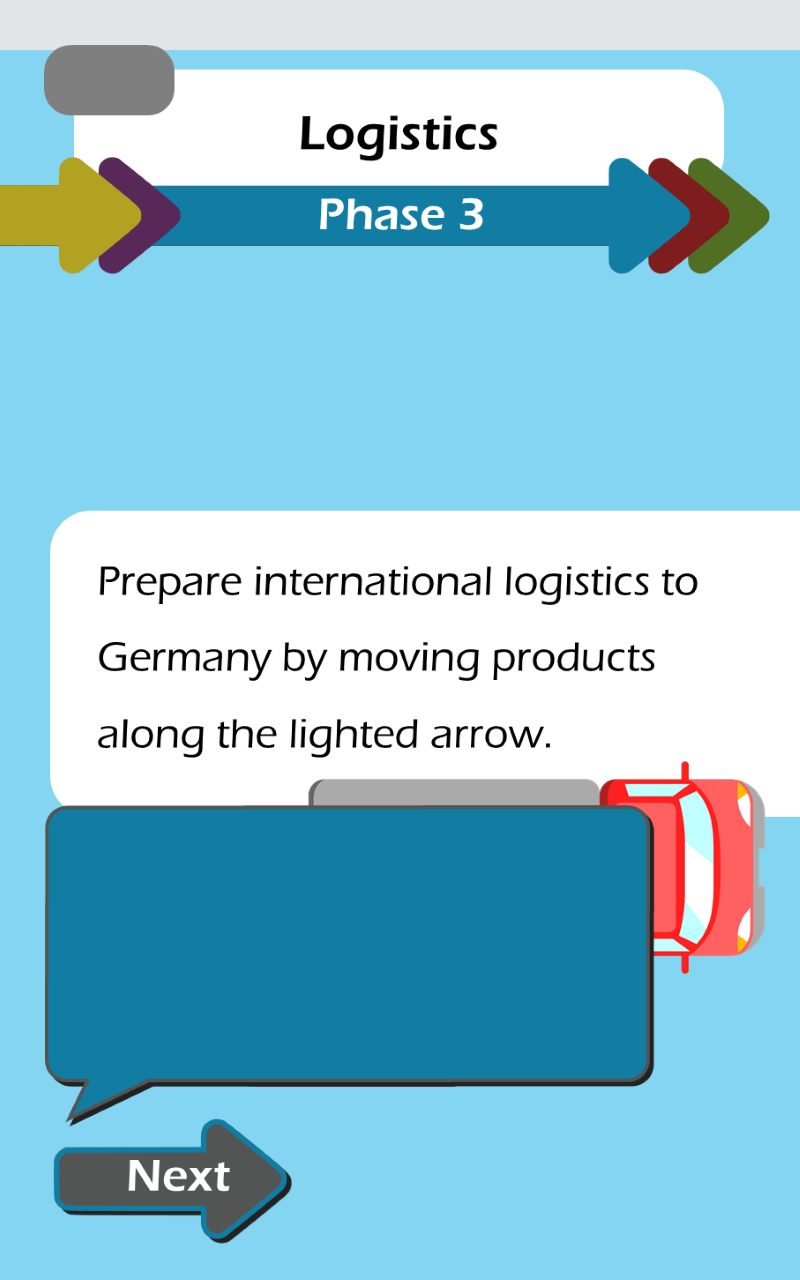 Logistics
Phase 3
Prepare international logistics to
Germany by moving products
along the lighted arrow.
Next